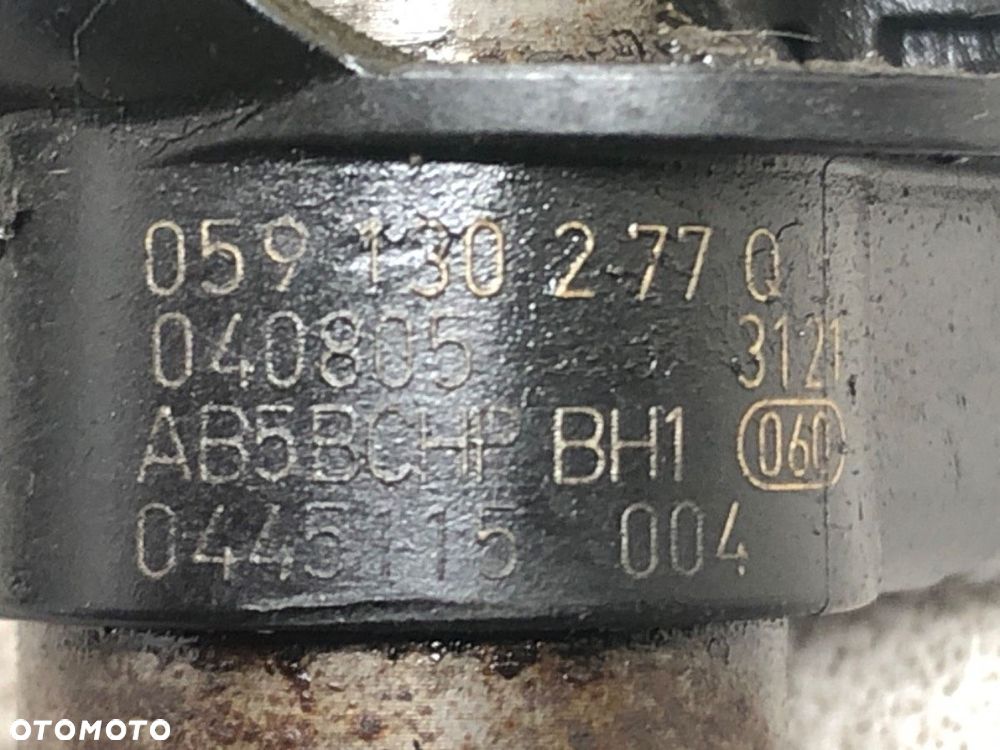 059 130 277 Q
040805 3121
AB5BCHP BH1 060
0445115 004
OTOMOTO